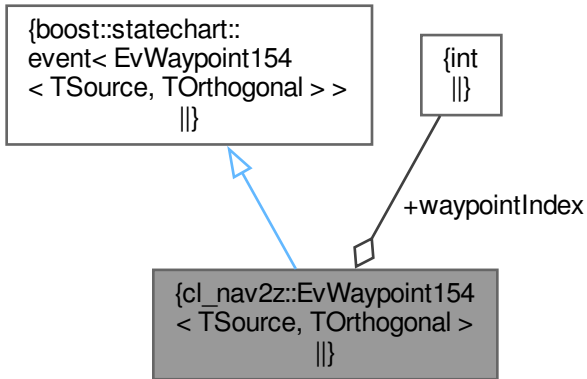 {boost::statechart::
event< EvWaypoint154
< TSource, TOrthogonal > >
||}
{int
||}
+waypointIndex
{cl_nav2z::EvWaypoint154
< TSource, TOrthogonal >
||}